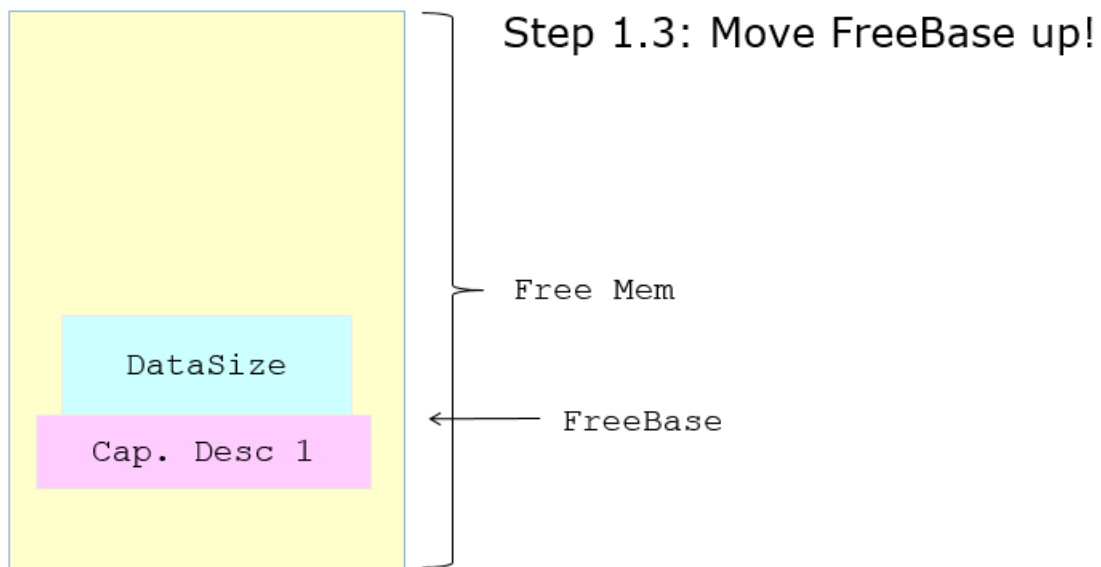 Step 1.3: Move FreeBase up!
Free Mem
DataSize
FreeBase
Cap. Desc 1